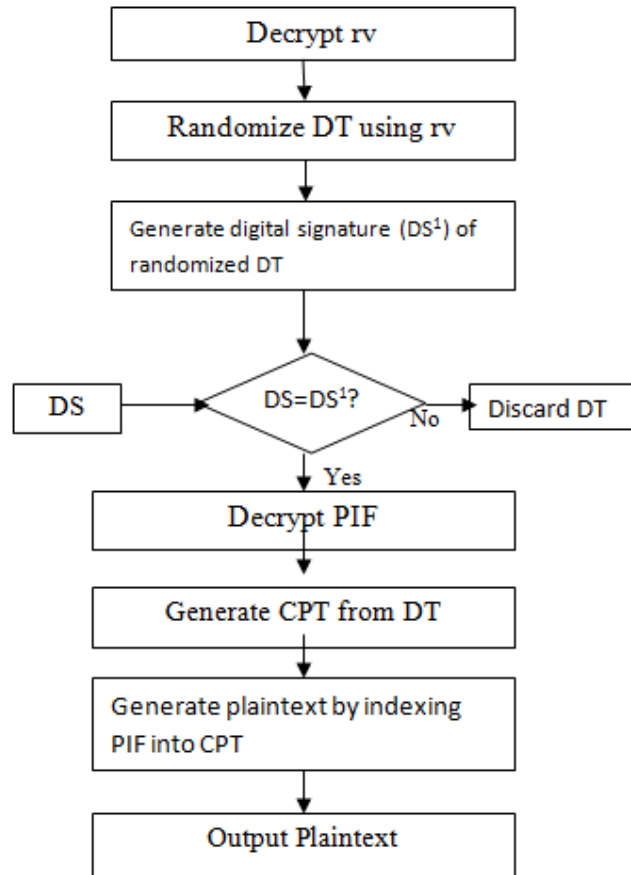 Decrypt rv
Randomize DT using rv
Generate digital signature (DS¹) of
randomized DT
DS
DS=DS¹?
No
Discard DT
Yes
Decrypt PIF
Generate CPT from DT
Generate plaintext by indexing
PIF into CPT
Output Plaintext